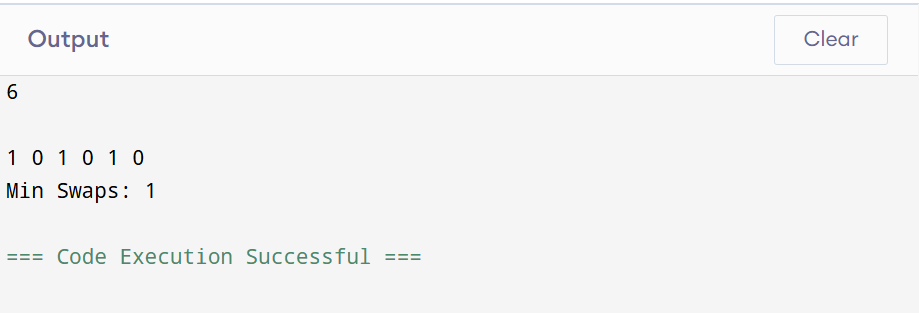 Output
Clear
6
1 0 1 0 1 0
Min Swaps: 1
=== Code Execution Successful ===